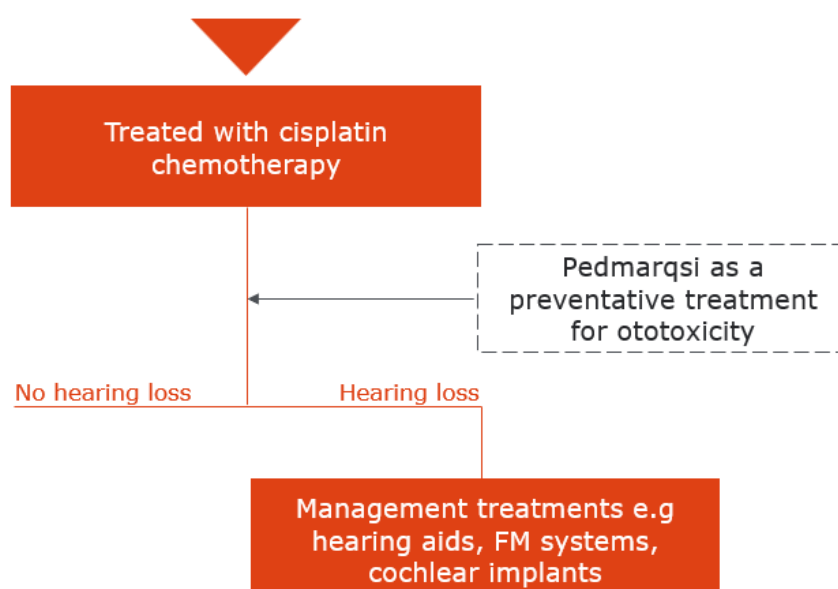 Treated with cisplatin
chemotherapy
Pedmarqsi as a
preventative treatment
for ototoxicity
No hearing loss
Hearing loss
Management treatments e.g
hearing aids, FM systems,
cochlear implants